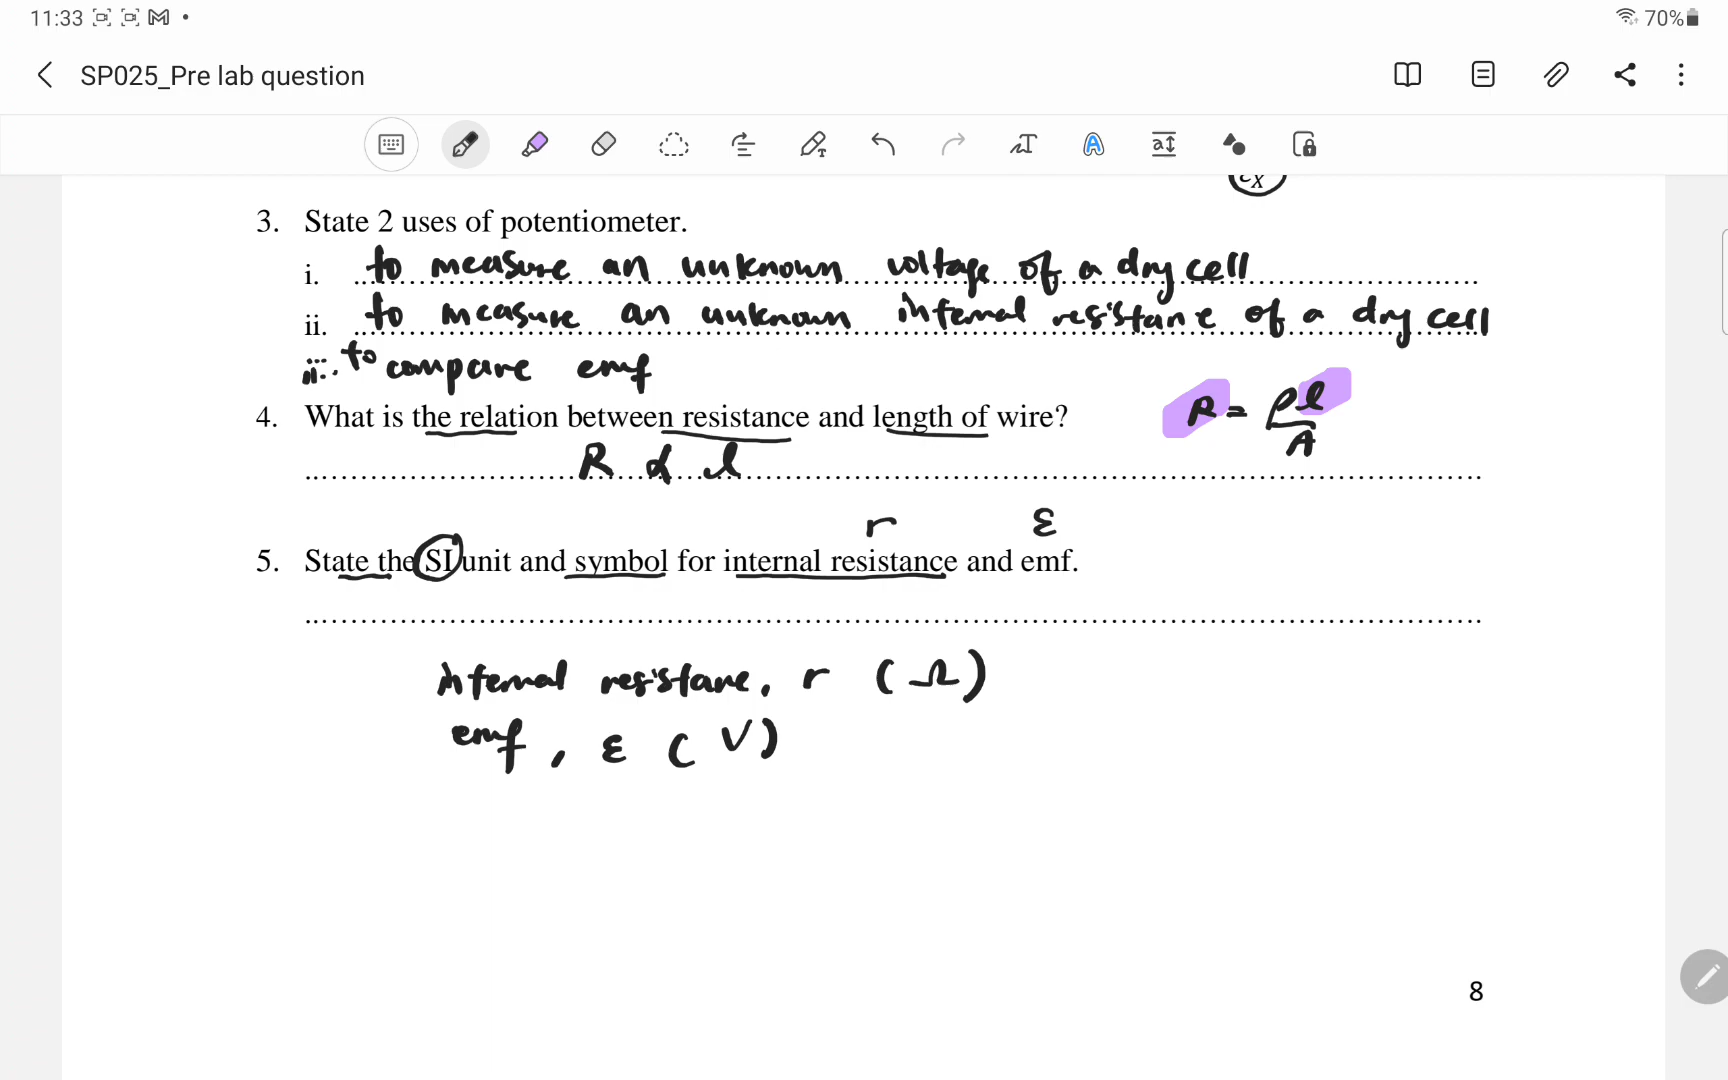 11:33
70%
SP025_Pre lab question
εx
3. State 2 uses of potentiometer.
i. to measure an unknown voltage of a dry cell
ii. to measure an unknown internal resistance of a dry cell
iii. to compare emf
4. What is the relation between resistance and length of wire?
R = ρl/A
R α l
r ε
5. State the SI unit and symbol for internal resistance and emf.
internal resistane, r (Ω)
emf, ε (V)
8